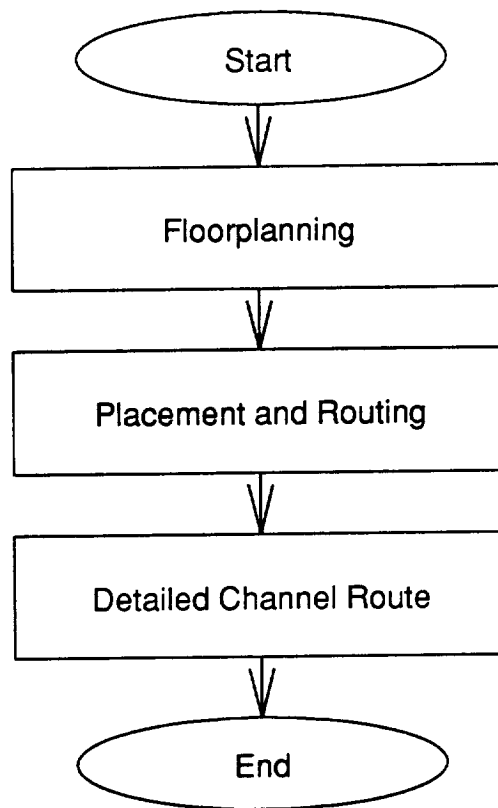 Start
Floorplanning
Placement and Routing
Detailed Channel Route
End